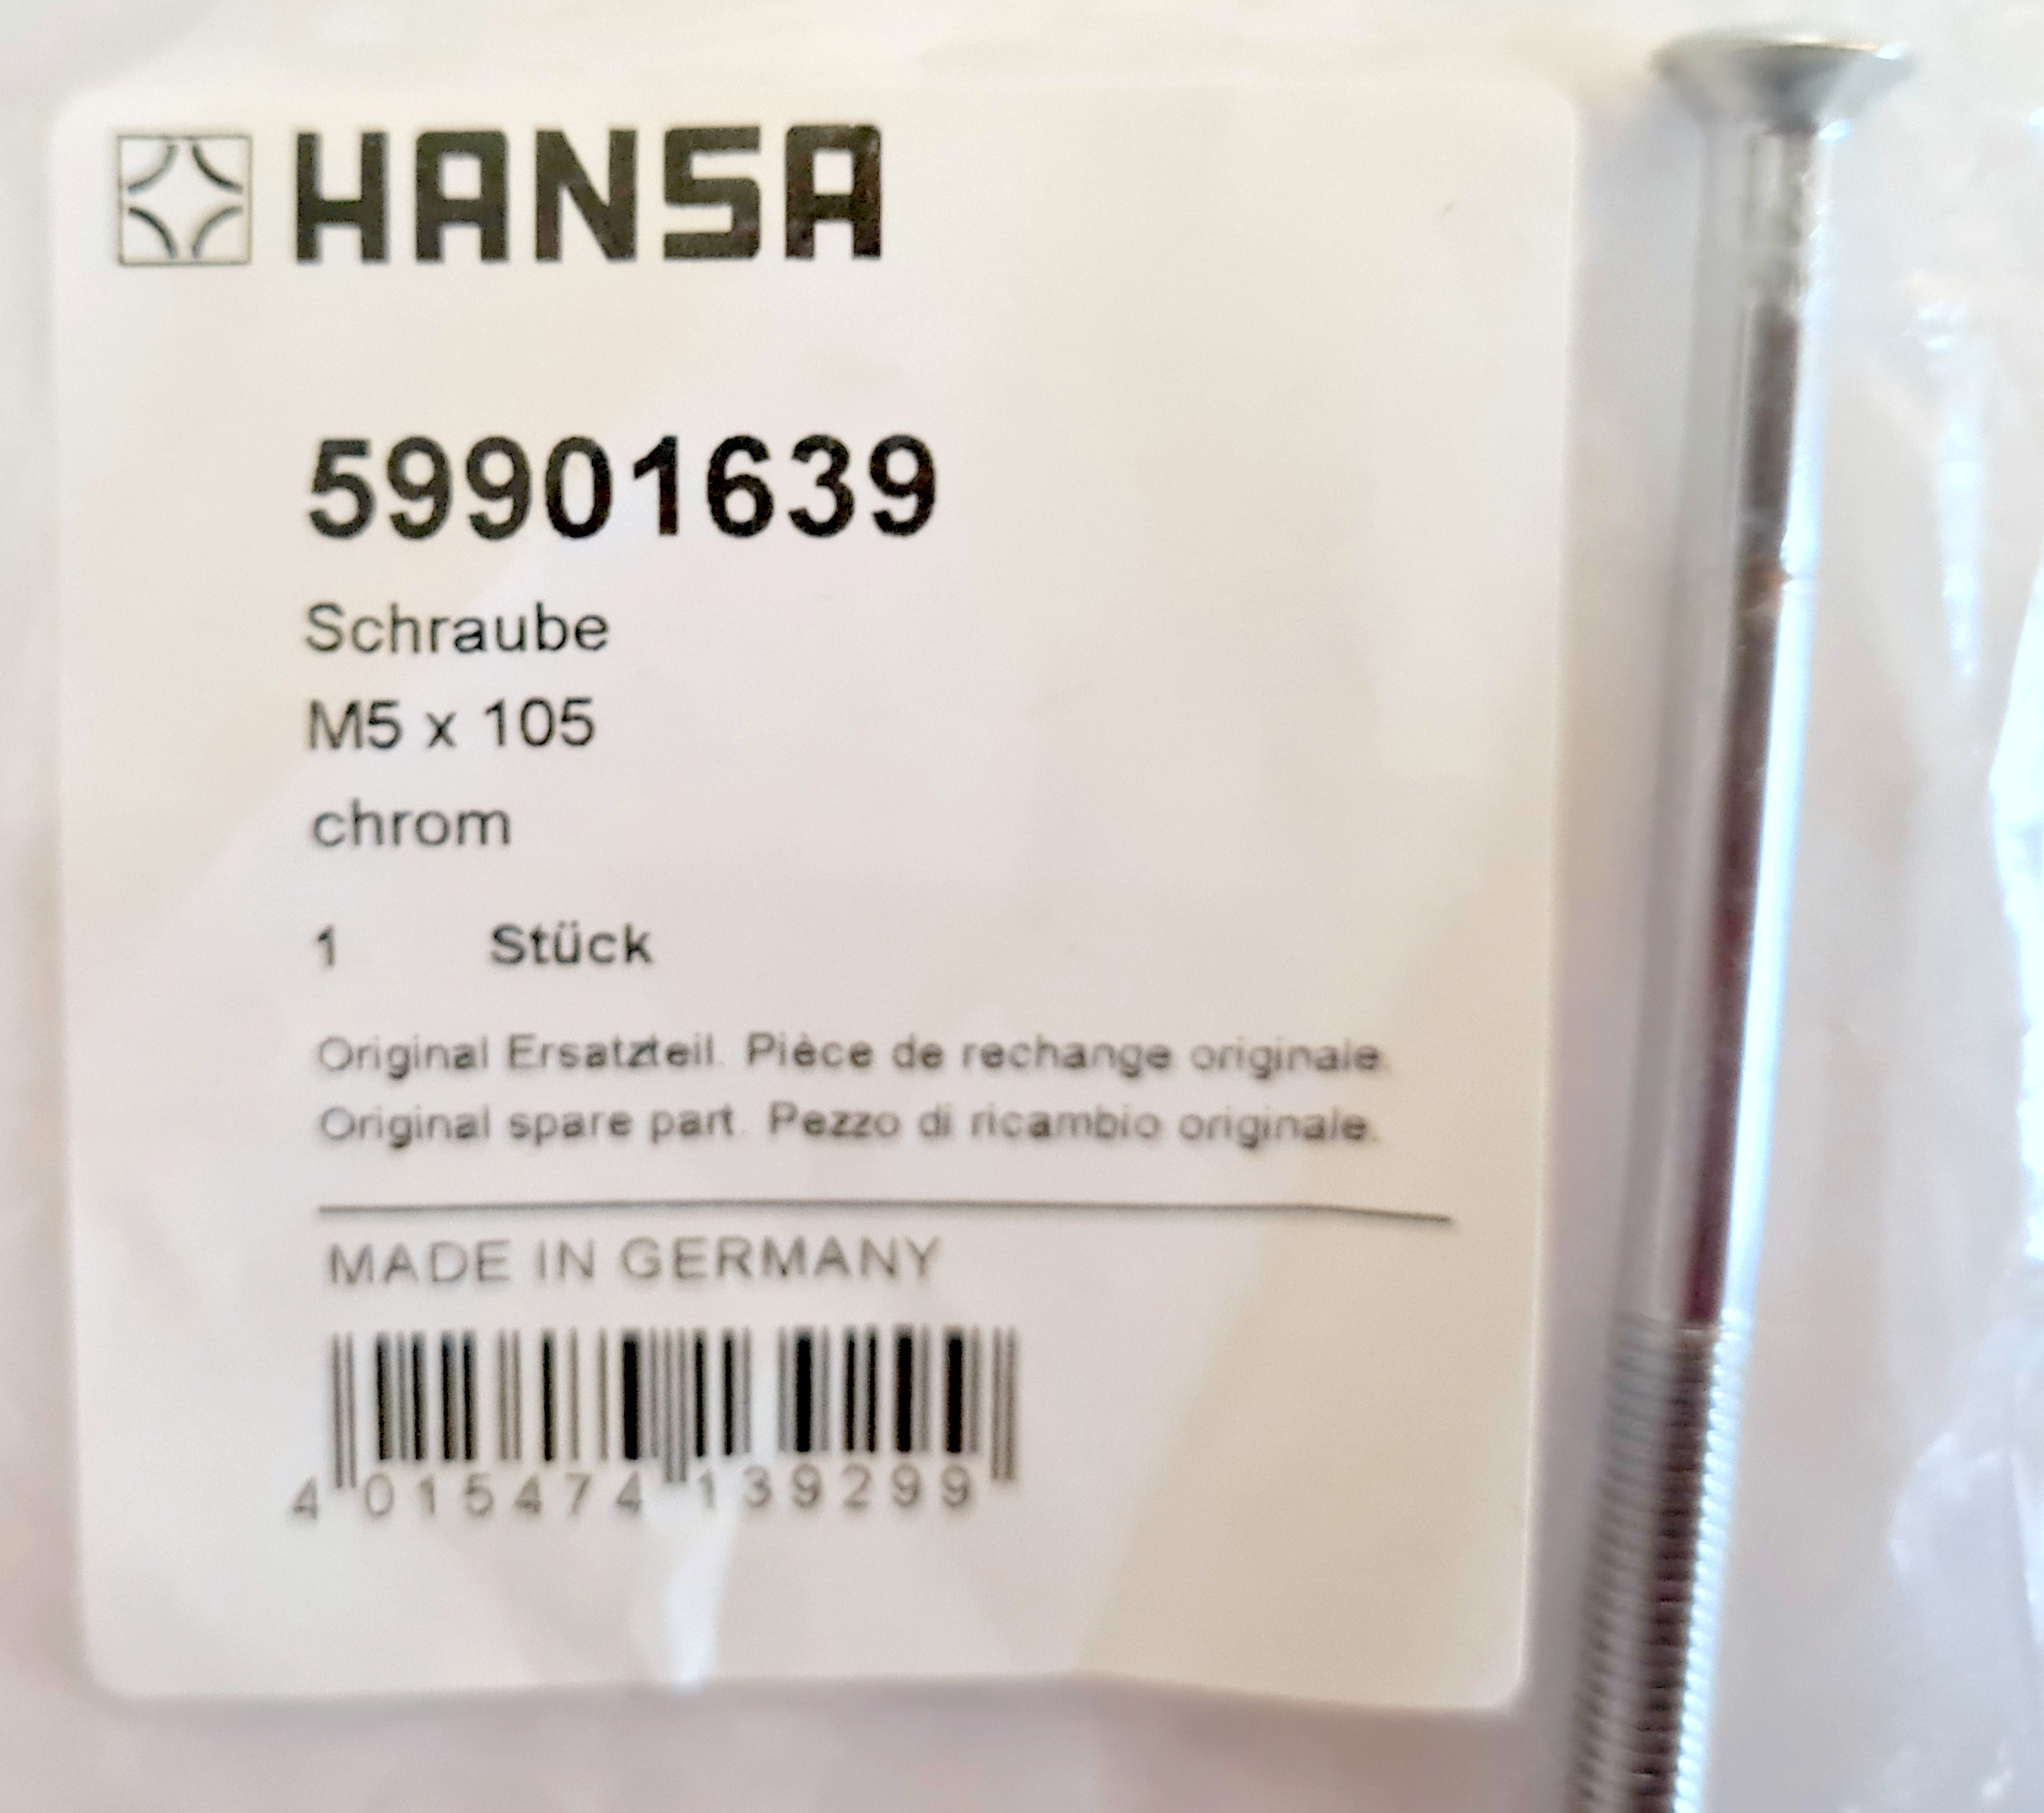 HANSA
59901639
Schraube
M5 x 105
chrom
1 Stück
Original Ersatzteil. Pièce de rechange originale.
Original spare part. Pezzo di ricambio originale.
MADE IN GERMANY
4 015474 139299